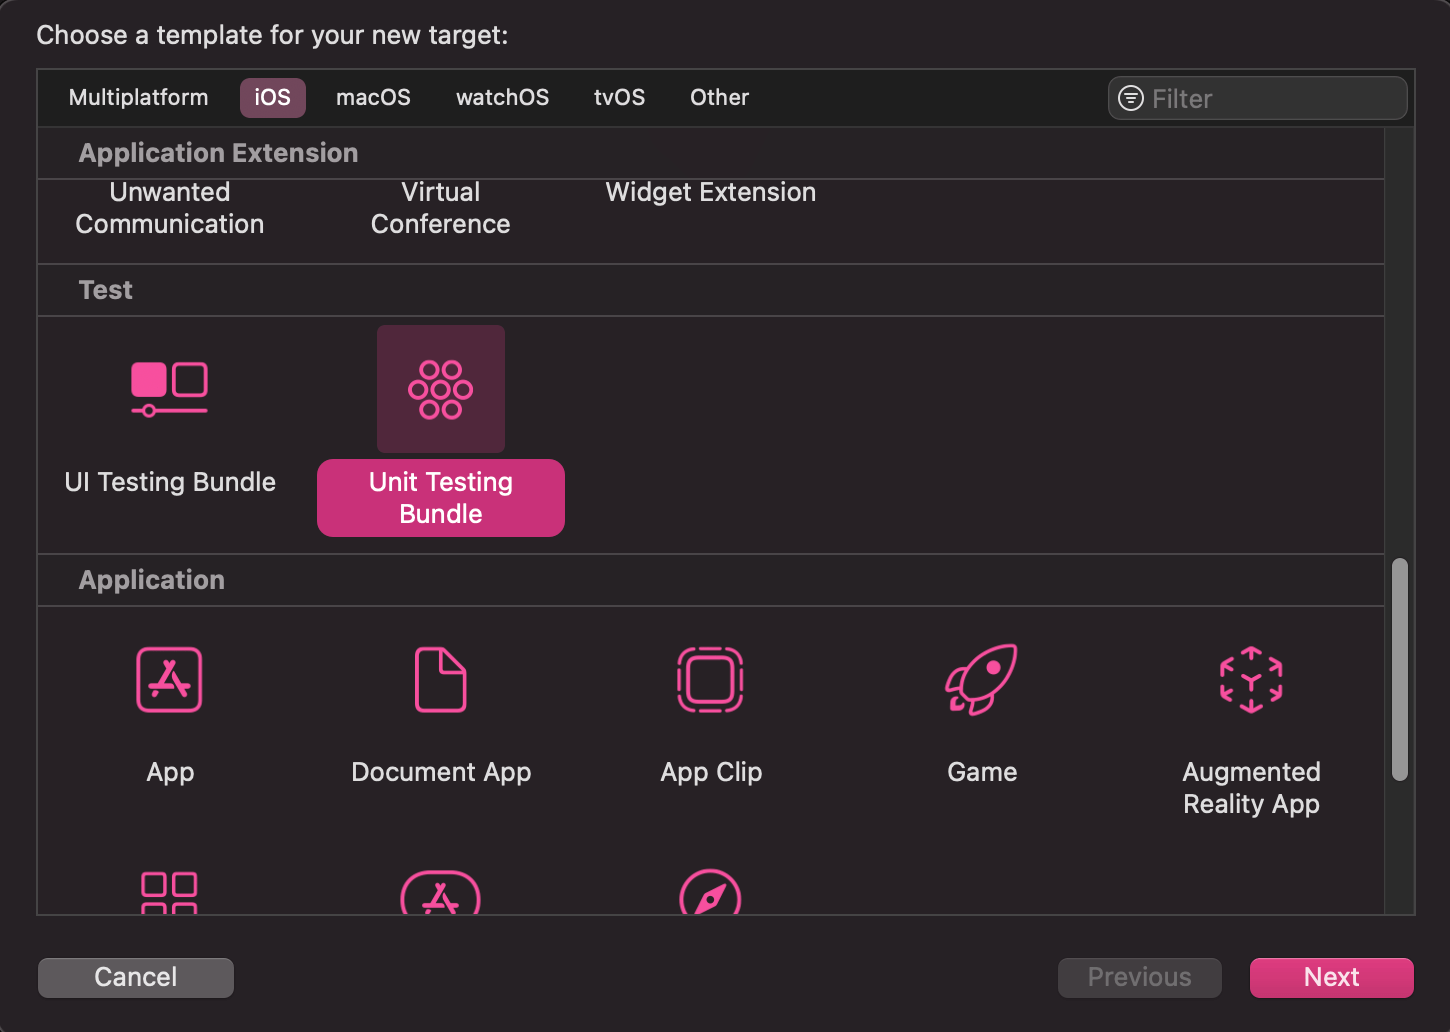 Choose a template for your new target:
Multiplatform iOS macOS watchOS tvOS Other Filter
Application Extension
Unwanted Communication
Virtual Conference
Widget Extension
Test
UI Testing Bundle
Unit Testing Bundle
Application
App
Document App
App Clip
Game
Augmented Reality App
Cancel Previous Next